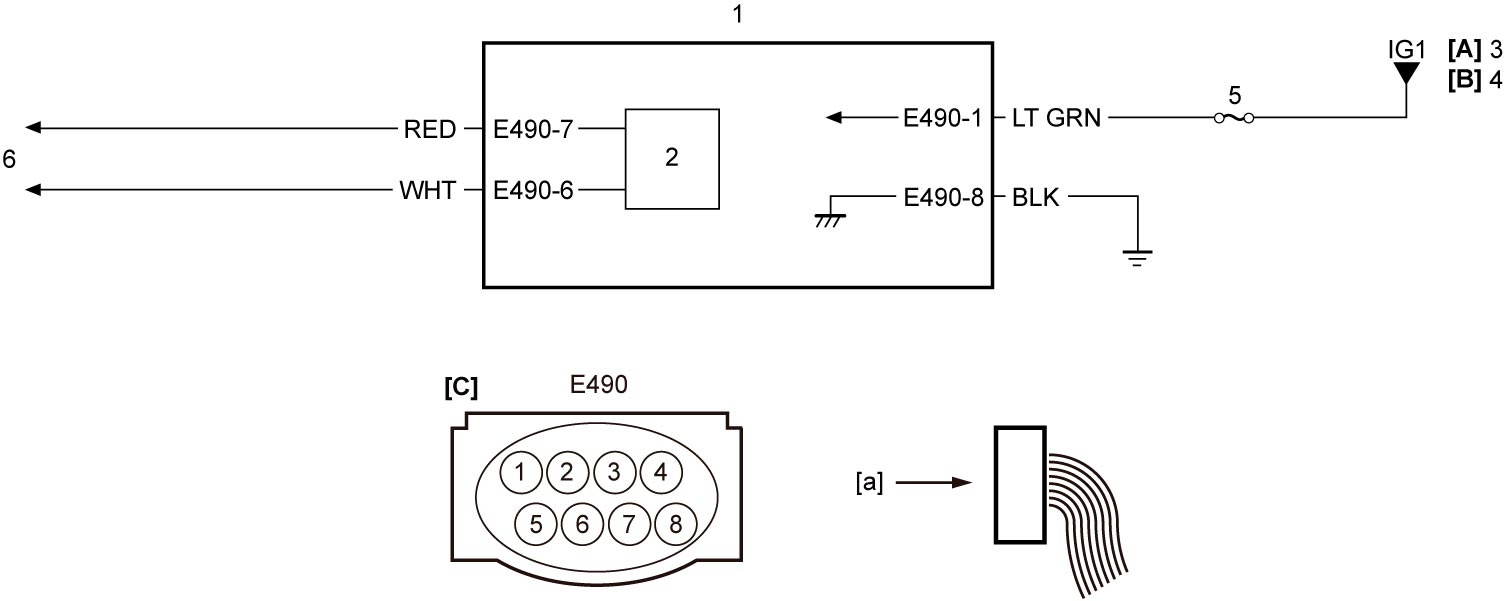 1
IG1 [A] 3
[B] 4
5
RED E490-7
2
E490-1 LT GRN
6
WHT E490-6
E490-8 BLK
[C] E490
1 2 3 4
[a]
5 6 7 8